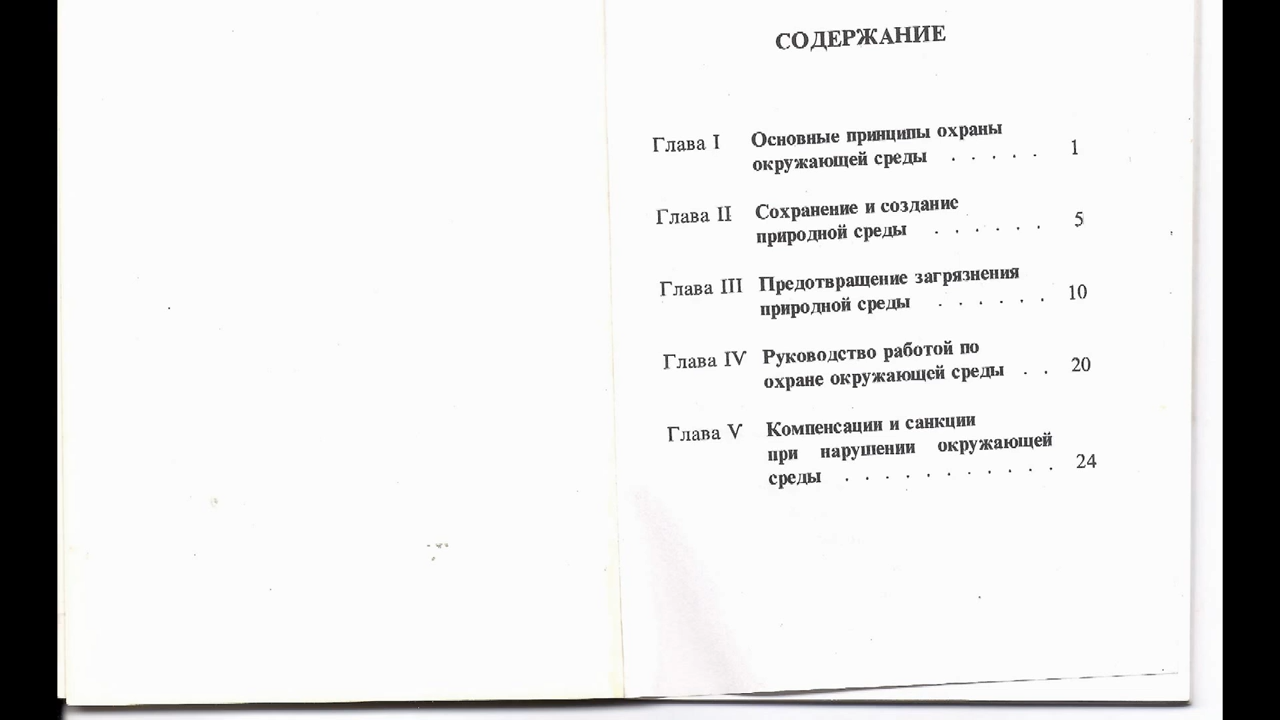 СОДЕРЖАНИЕ
Глава I Основные принципы охраны
окружающей среды . . . . . 1
Глава II Сохранение и создание
природной среды . . . . . . 5
Глава III Предотвращение загрязнения
природной среды . . . . . . 10
Глава IV Руководство работой по
охране окружающей среды . . 20
Глава V Компенсации и санкции
при нарушении окружающей
среды . . . . . . . . . . . 24